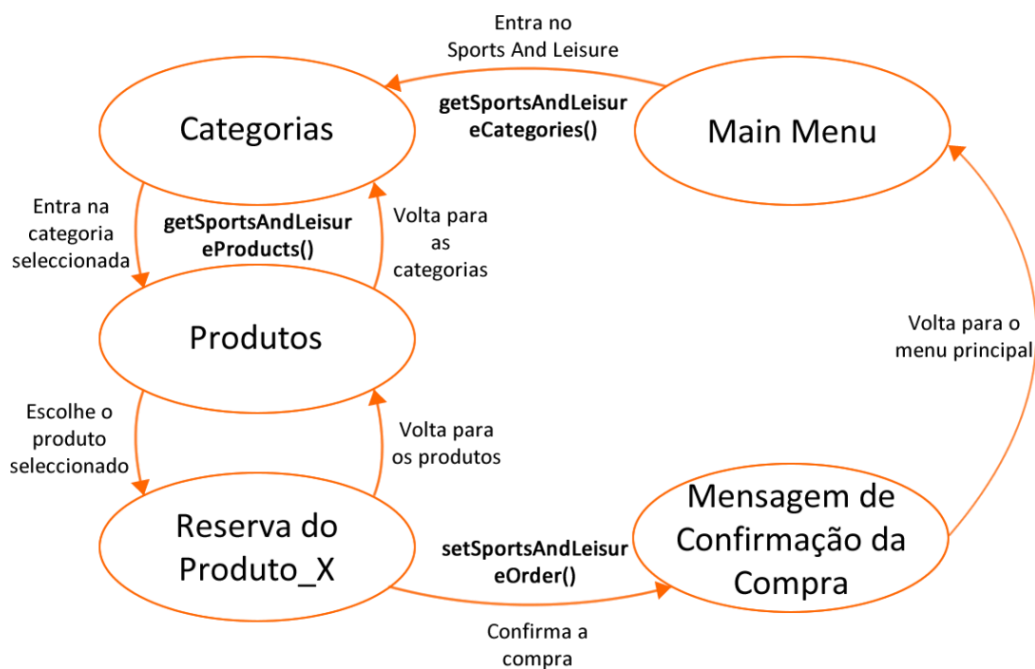 Entra no
Sports And Leisure
Categorias
getSportsAndLeisur
eCategories()
Main Menu
Entra na
categoria
seleccionada
getSportsAndLeisur
eProducts()
Volta para
as
categorias
Produtos
Volta para o
menu principal
Escolhe o
produto
seleccionado
Volta para
os produtos
Reserva do
Produto_X
setSportsAndLeisur
eOrder()
Mensagem de
Confirmação da
Compra
Confirma a
compra